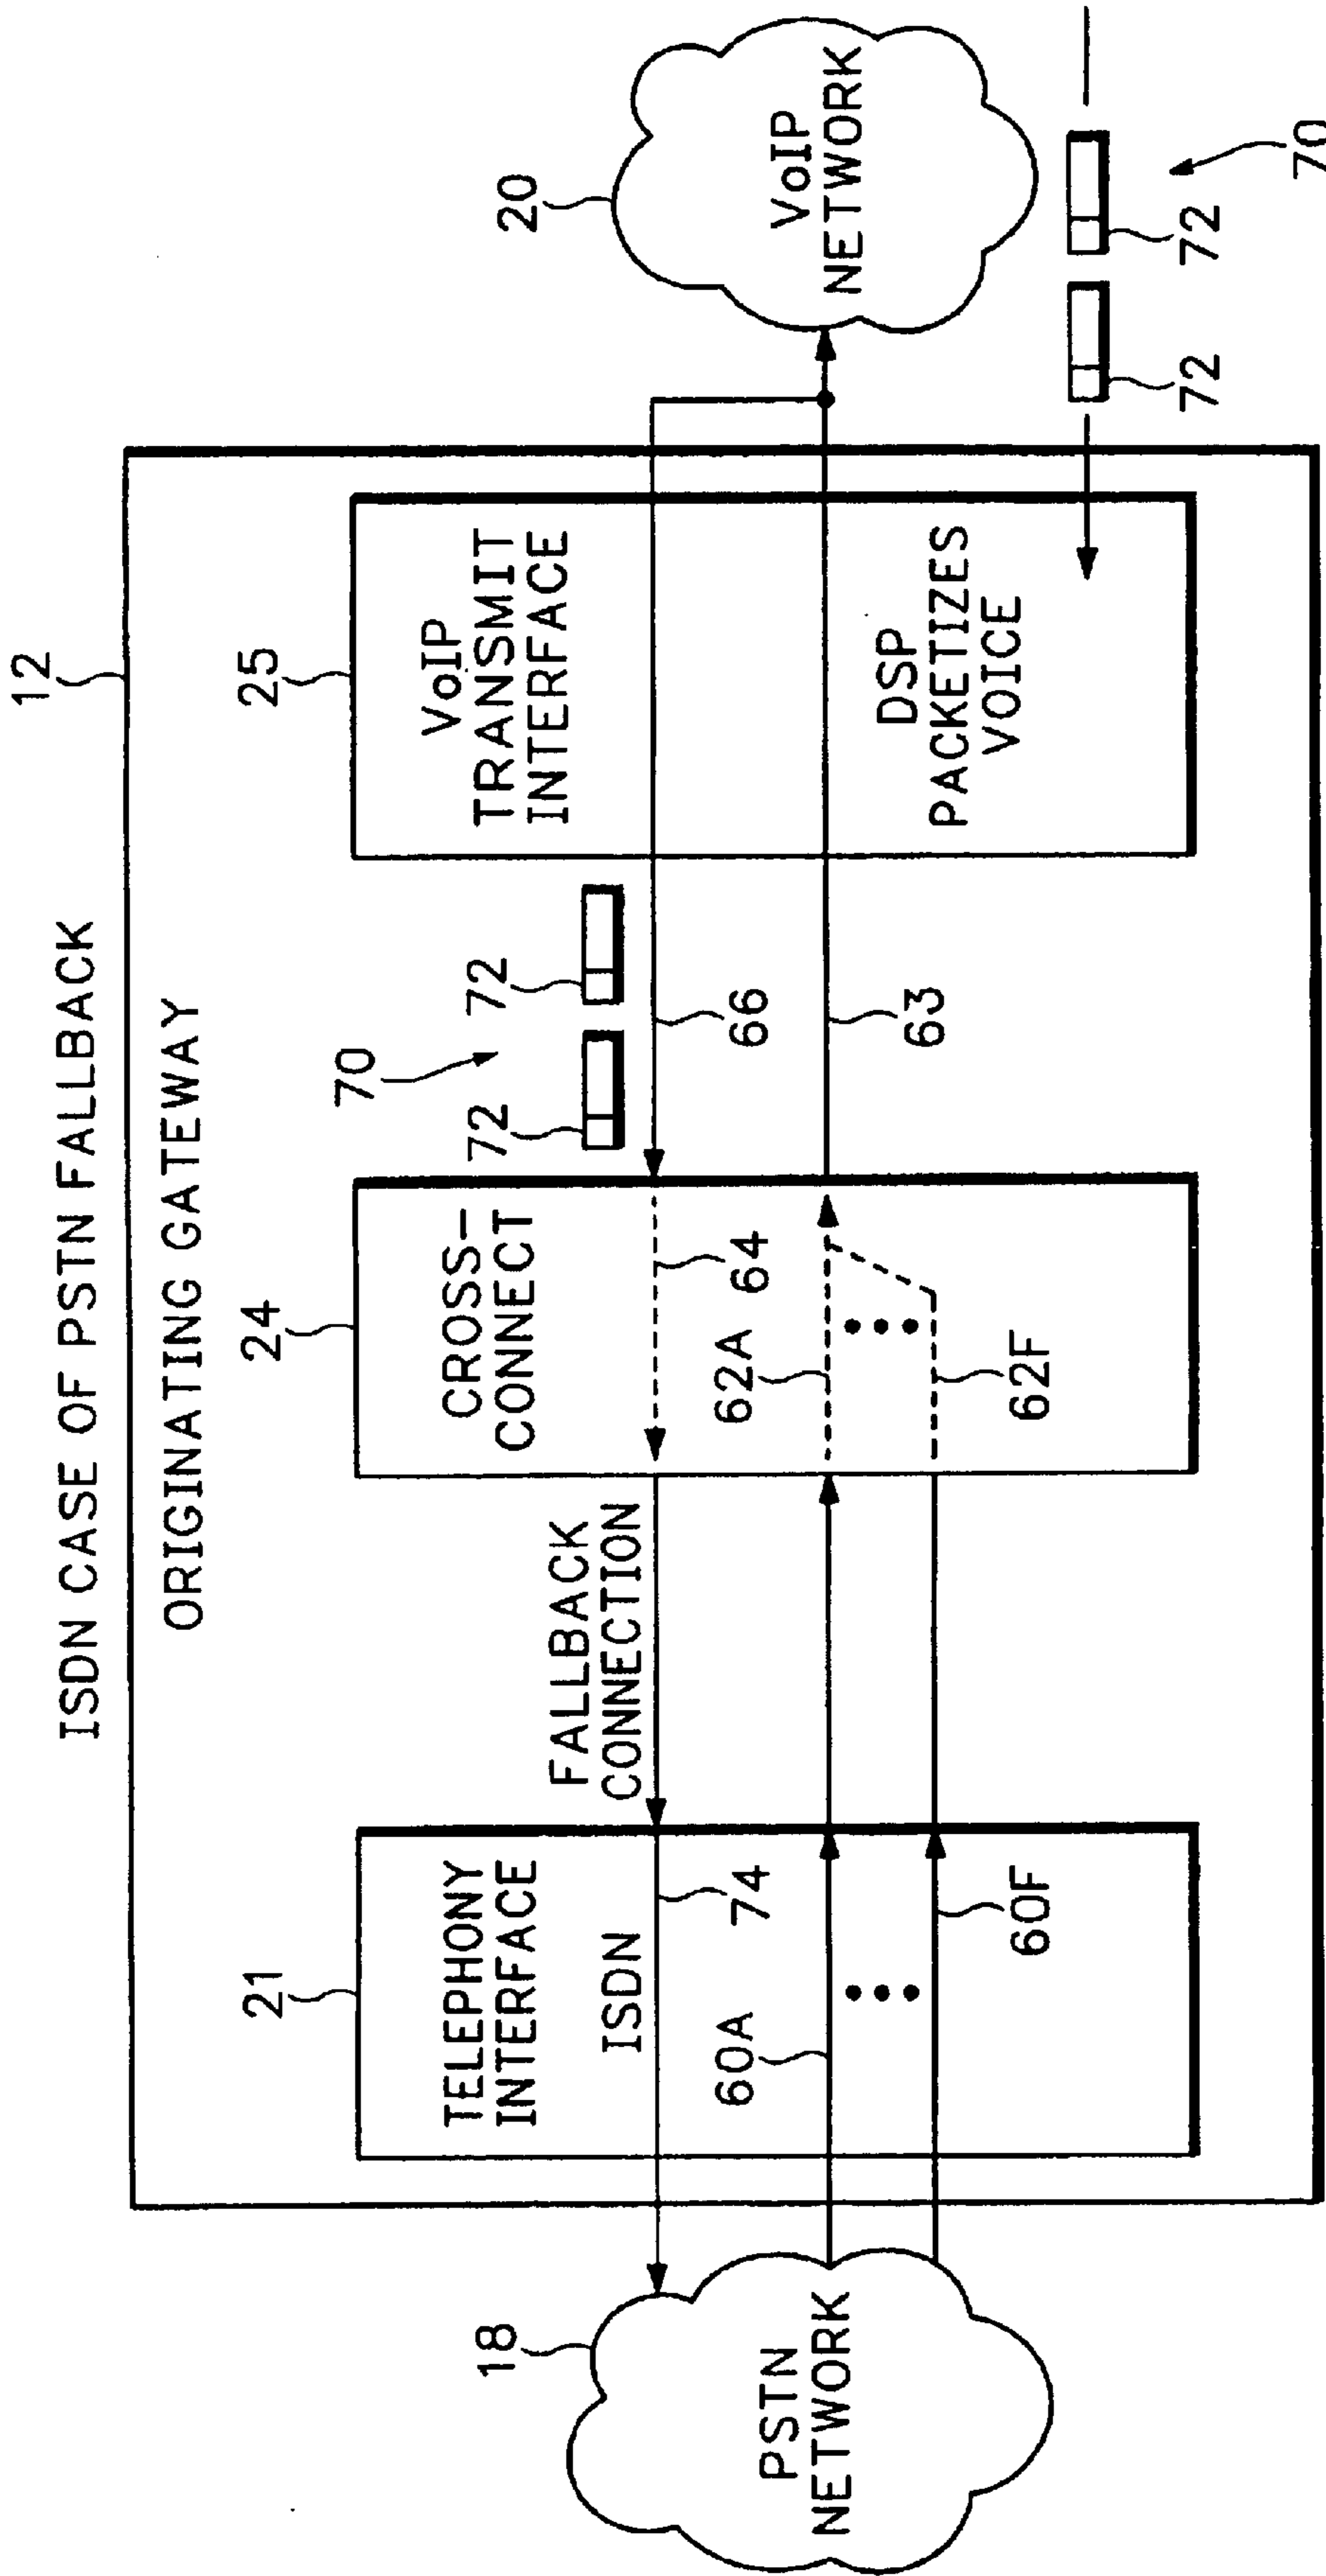 ISDN CASE OF PSTN FALLBACK
12
ORIGINATING GATEWAY
21
24
25
TELEPHONY
INTERFACE
CROSS-
CONNECT
VoIP
TRANSMIT
INTERFACE
18
20
PSTN
NETWORK
VoIP
NETWORK
ISDN
74
FALLBACK
CONNECTION
64
72
70
72
66
60A
62A
63
60F
62F
DSP
PACKETIZES
VOICE
72
72
70